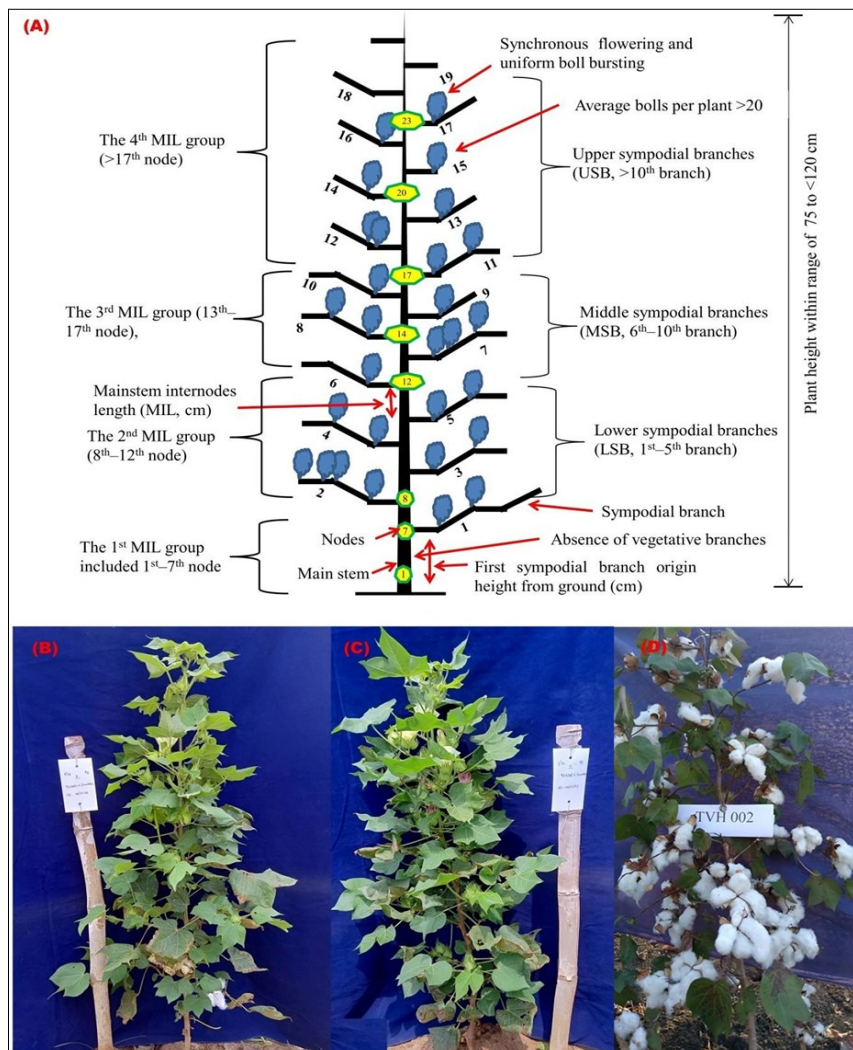 (A)
Synchronous flowering and
uniform boll bursting
Average bolls per plant >20
The 4th MIL group
(>17th node)
Upper sympodial branches
(USB, >10th branch)
Plant height within range of 75 to <120 cm
19
18
23
17
16
15
20
14
13
12
11
17
10
9
The 3rd MIL group (13th–
17th node),
8
14
7
Middle sympodial branches
(MSB, 6th–10th branch)
12
6
Mainstem internodes
length (MIL, cm)
5
4
The 2nd MIL group
(8th–12th node)
Lower sympodial branches
(LSB, 1st–5th branch)
3
2
8
Sympodial branch
1
7
Nodes
Absence of vegetative branches
The 1st MIL group
included 1st–7th node
Main stem
1
First sympodial branch origin
height from ground (cm)
(B)
(C)
(D)
TVH 002